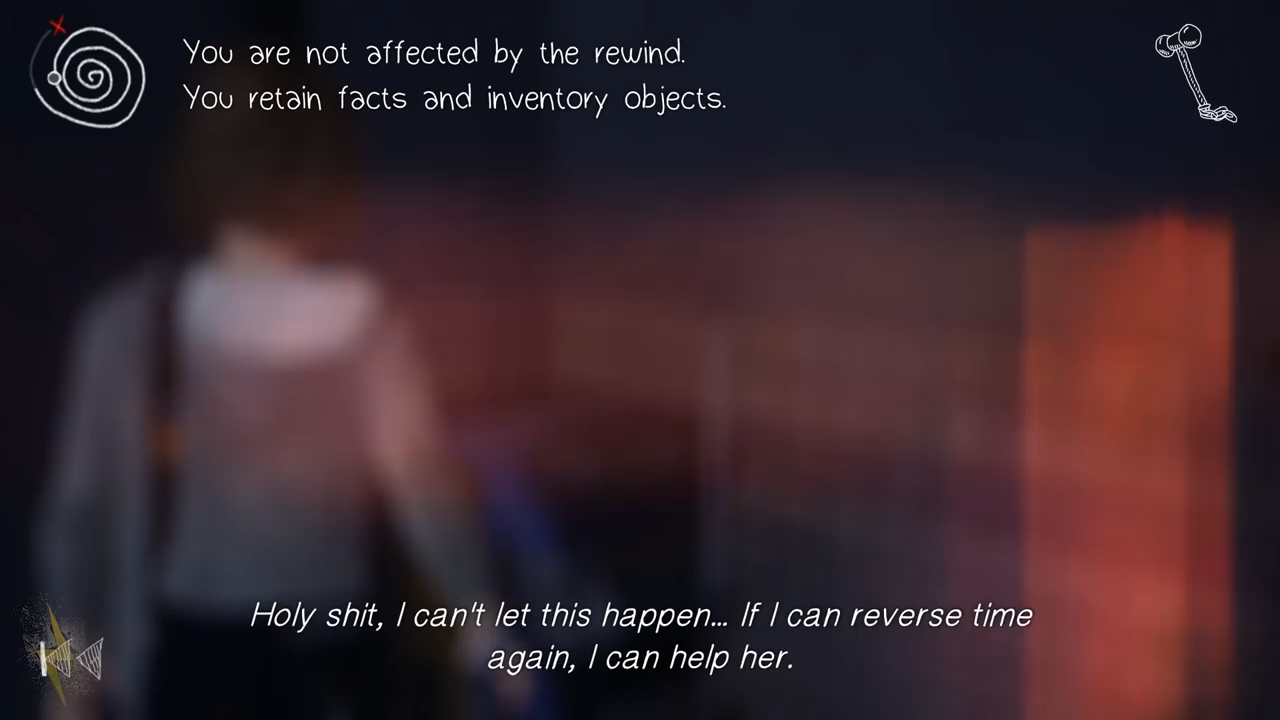 You are not affected by the rewind.
You retain facts and inventory objects.
Holy shit, I can't let this happen... If I can reverse time
again, I can help her.